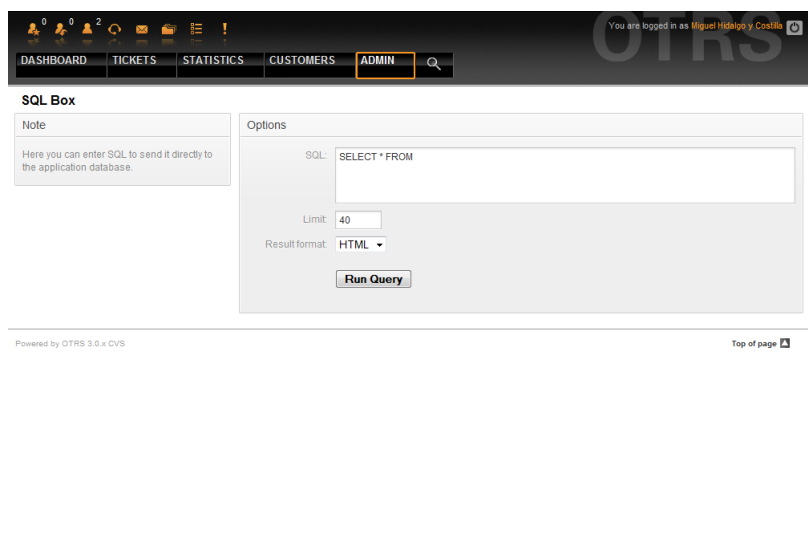 0 0 2
You are logged in as Miguel Hidalgo y Costilla
OTRS
DASHBOARD TICKETS STATISTICS CUSTOMERS ADMIN
SQL Box
Note
Here you can enter SQL to send it directly to
the application database.
Options
SQL: SELECT * FROM
Limit: 40
Result format: HTML
Run Query
Powered by OTRS 3.0.x CVS
Top of page